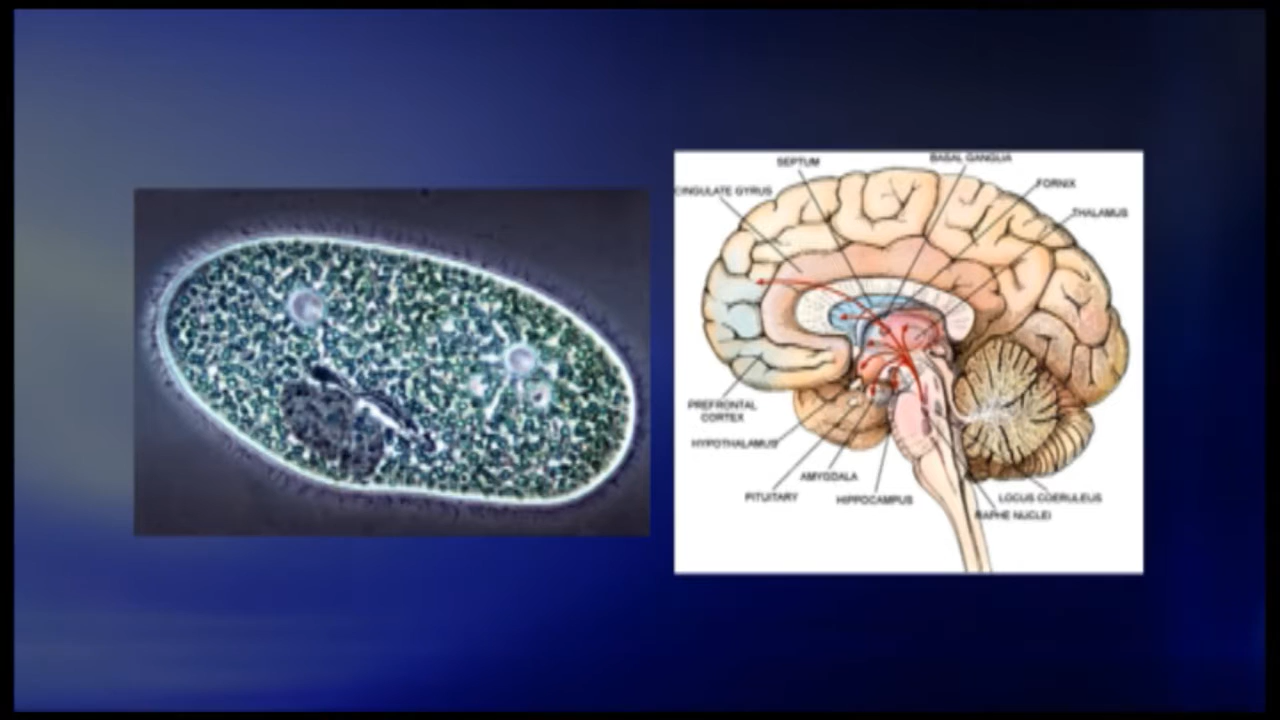 SEPTUM
BASAL GANGLIA
CINGULATE GYRUS
FORNIX
THALAMUS
PREFRONTAL
CORTEX
HYPOTHALAMUS
AMYGDALA
PITUITARY
HIPPOCAMPUS
LOCUS COERULEUS
RAPHE NUCLEI